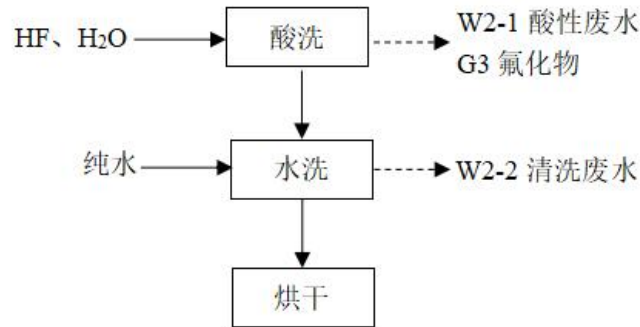 HF、H₂O
酸洗
W2-1 酸性废水
G3 氟化物
纯水
水洗
W2-2 清洗废水
烘干